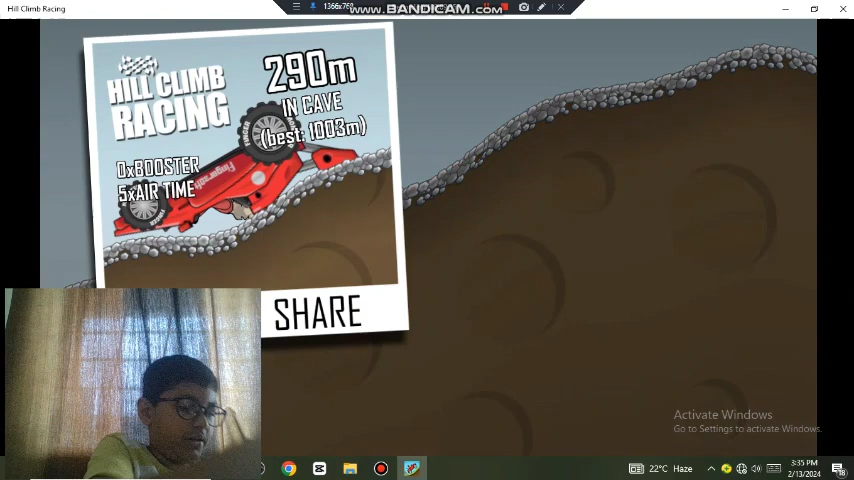 Hill Climb Racing
1366x768
www.BANDICAM.com
HILL CLIMB
RACING
290m
IN CAVE
(best: 1003m)
0xBOOSTER
5xAIR TIME
Fingersoft
SHARE
Activate Windows
Go to Settings to activate Windows.
22°C Haze
3:35 PM
2/13/2024